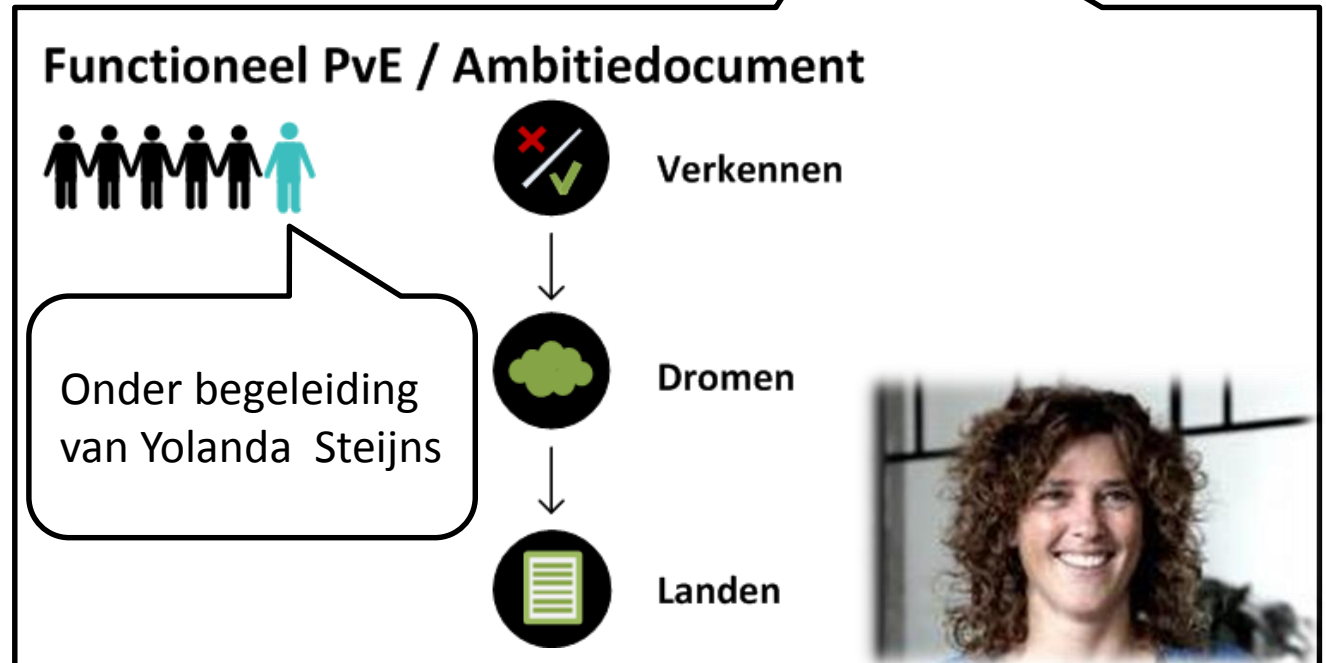 Functioneel PvE / Ambitiedocument
Verkennen
Onder begeleiding
van Yolanda Steijns
Dromen
Landen